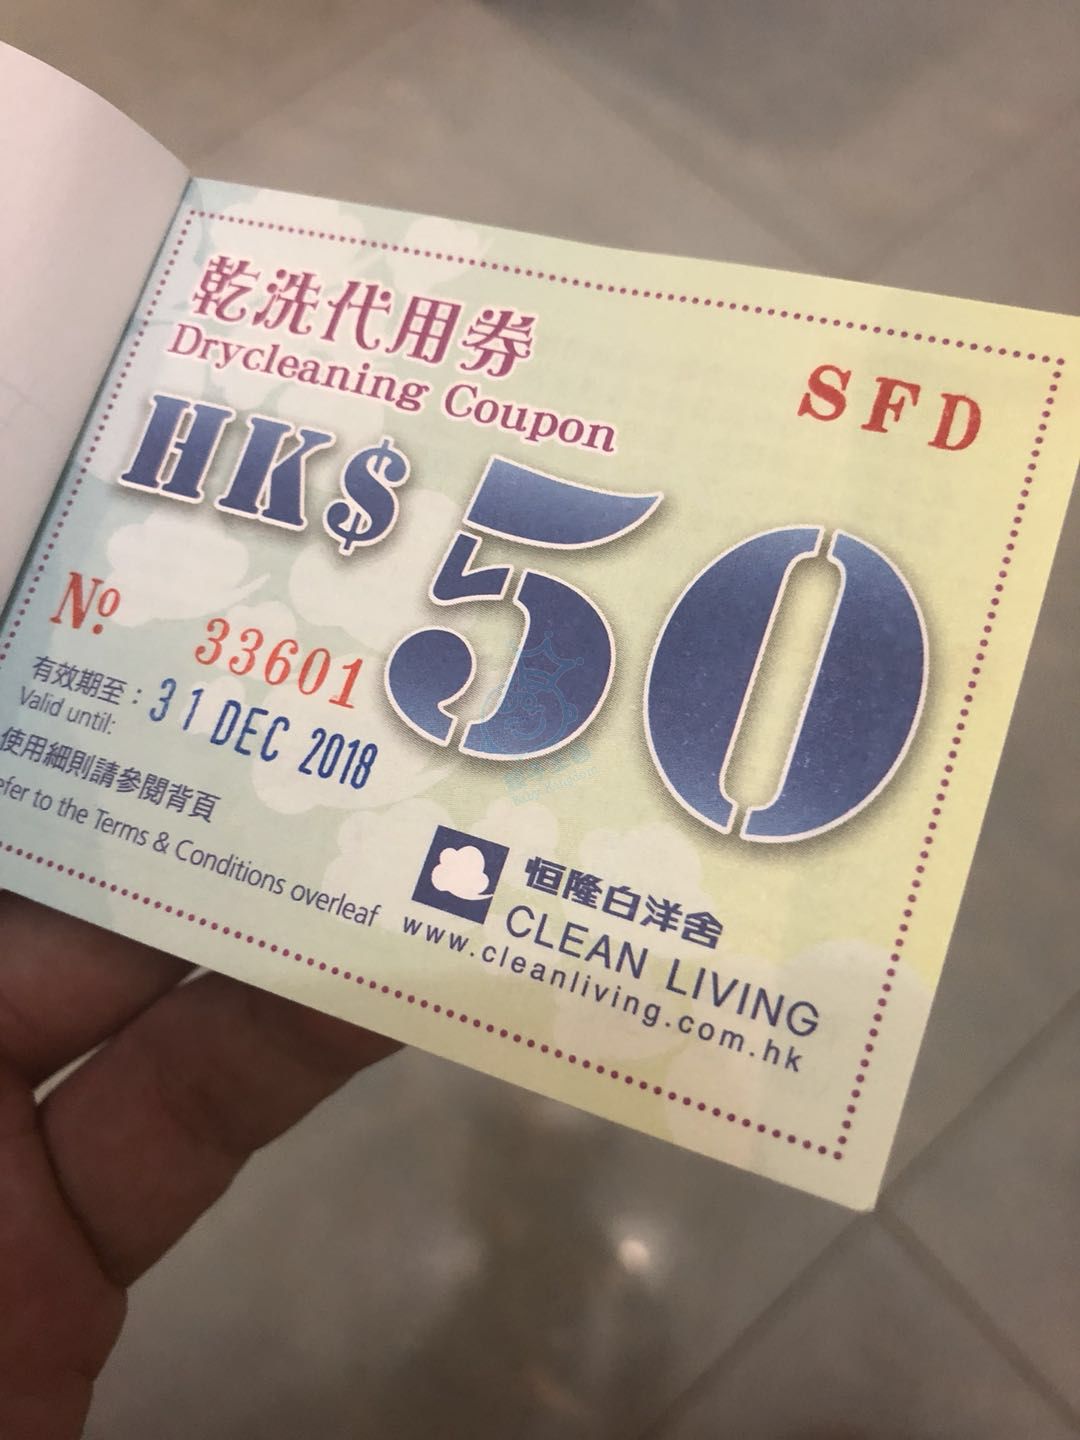 乾洗代用券
Drycleaning Coupon
SFD
HK$50
Nº. 33601
有效期至：
Valid until: 31 DEC 2018
使用細則請參閱背頁
efer to the Terms & Conditions overleaf
恒隆白洋舍
CLEAN LIVING
www.cleanliving.com.hk
Baby Kingdom